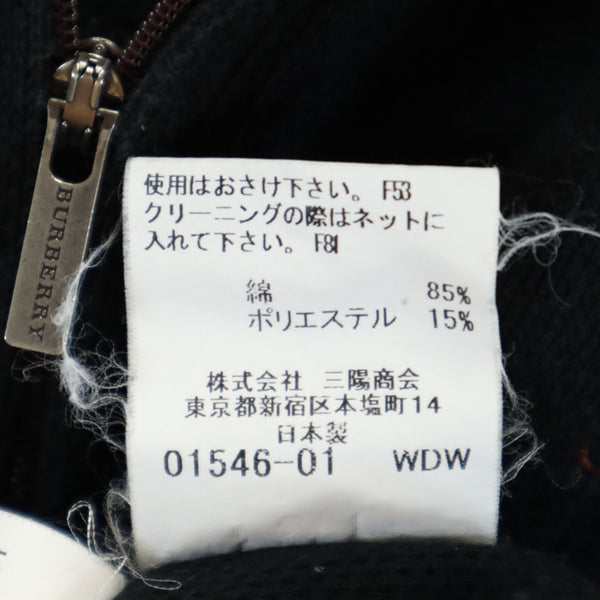 BURBERRY
使用はおさけ下さい。 F53
クリーニングの際はネットに
入れて下さい。 F81
綿 85%
ポリエステル 15%
株式会社 三陽商会
東京都新宿区本塩町14
日本製
01546-01 WDW